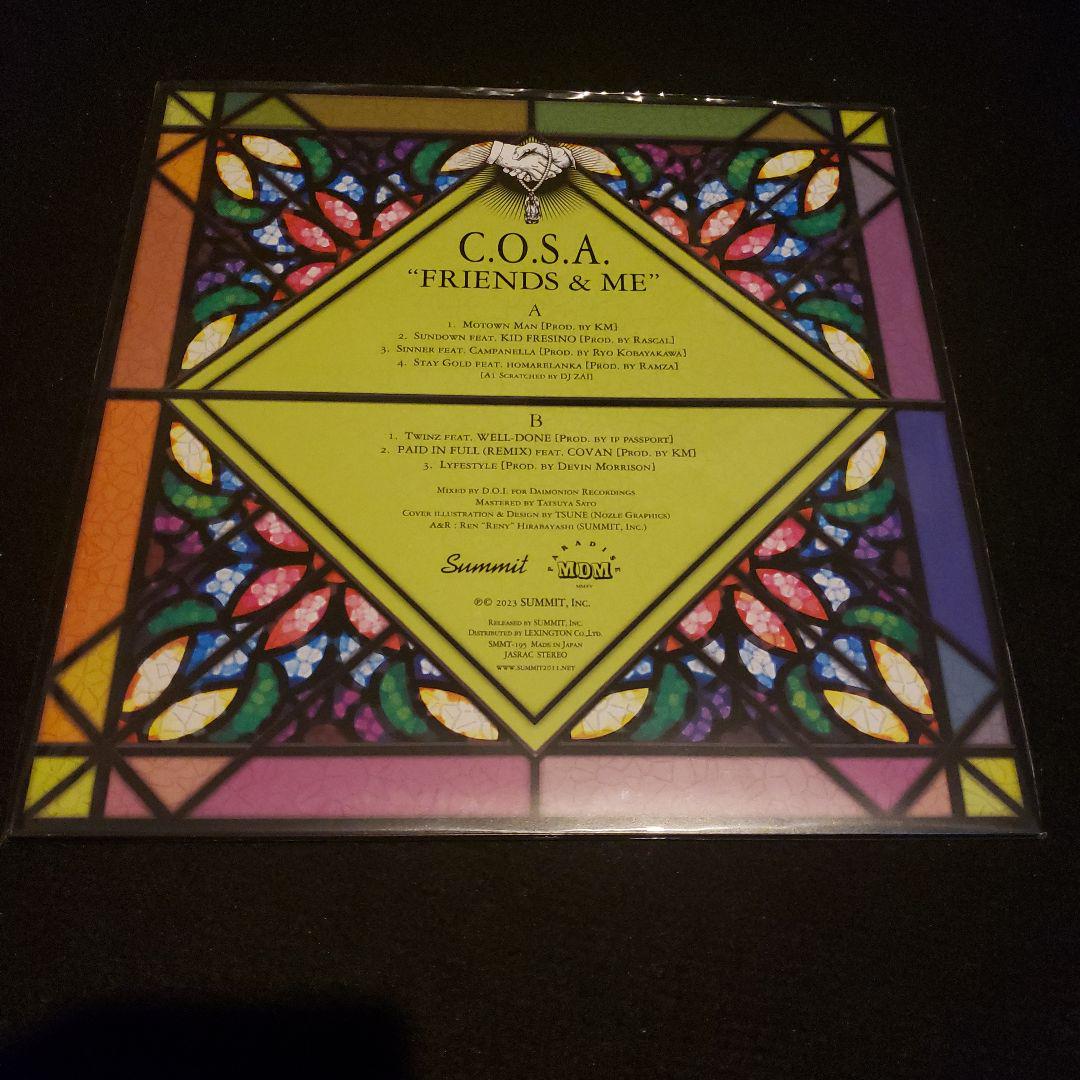 C.O.S.A.
“FRIENDS & ME”
A
1. MOTOWN MAN [PROD. BY KM]
2. SUNDOWN FEAT. KID FRESINO [PROD. BY RASCAL]
3. SINNER FEAT. CAMPANELLA [PROD. BY RYO KOBAYAKAWA]
4. STAY GOLD FEAT. HOMARELANKA [PROD. BY RAMZA]
[A1 SCRATCHED BY DJ ZAI]
B
1. TWINZ FEAT. WELL-DONE [PROD. BY IP PASSPORT]
2. PAID IN FULL (REMIX) FEAT. COVAN [PROD. BY KM]
3. LYFESTYLE [PROD. BY DEVIN MORRISON]
MIXED BY D.O.I. FOR DAIMONION RECORDINGS
MASTERED BY TATSUYA SATO
COVER ILLUSTRATION & DESIGN BY TSUNE (NOZLE GRAPHICS)
A&R : REN “RENY” HIRABAYASHI (SUMMIT, INC.)
Summit
PARADISE
MDM
MMXV
℗© 2023 SUMMIT, INC.
RELEASED BY SUMMIT, INC.
DISTRIBUTED BY LEXINGTON CO.,LTD.
SMMT-195 MADE IN JAPAN
JASRAC STEREO
WWW.SUMMIT2011.NET